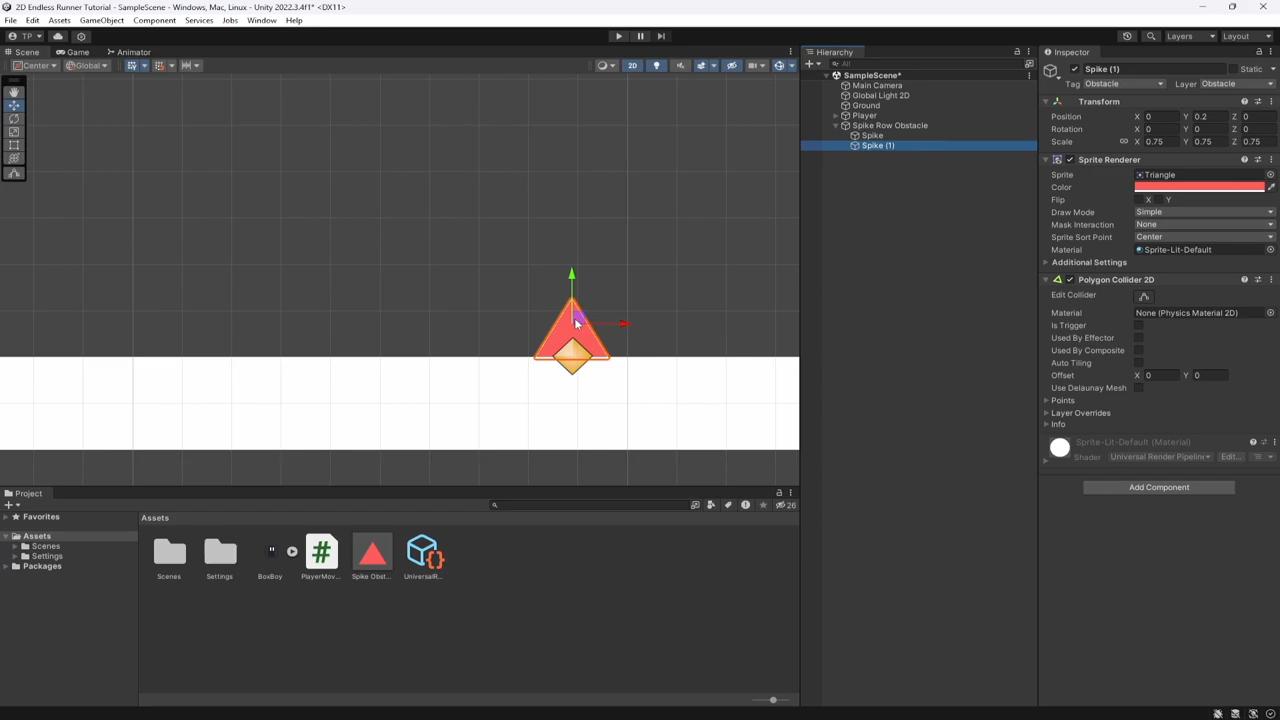 2D Endless Runner Tutorial - SampleScene - Windows, Mac, Linux - Unity 2022.3.4f1* <DX11>
File Edit Assets GameObject Component Services Jobs Window Help
TP Layers Layout
Scene Game Animator
Center Global 2D
Hierarchy
All
SampleScene*
Main Camera
Global Light 2D
Ground
Player
Spike Row Obstacle
Spike
Spike (1)
Inspector
Spike (1) Static
Tag Obstacle Layer Obstacle
Transform
Position X 0 Y 0.2 Z 0
Rotation X 0 Y 0 Z 0
Scale X 0.75 Y 0.75 Z 0.75
Sprite Renderer
Sprite Triangle
Color
Flip X Y
Draw Mode Simple
Mask Interaction None
Sprite Sort Point Center
Material Sprite-Lit-Default
Additional Settings
Polygon Collider 2D
Edit Collider
Material None (Physics Material 2D)
Is Trigger
Used By Effector
Used By Composite
Auto Tiling
Offset X 0 Y 0
Use Delaunay Mesh
Points
Layer Overrides
Info
Sprite-Lit-Default (Material)
Shader Universal Render Pipelin Edit...
Add Component
Project
26
Favorites
Assets
Scenes
Settings
Packages
Assets
Scenes Settings BoxBoy PlayerMov... Spike Obst... UniversalR...